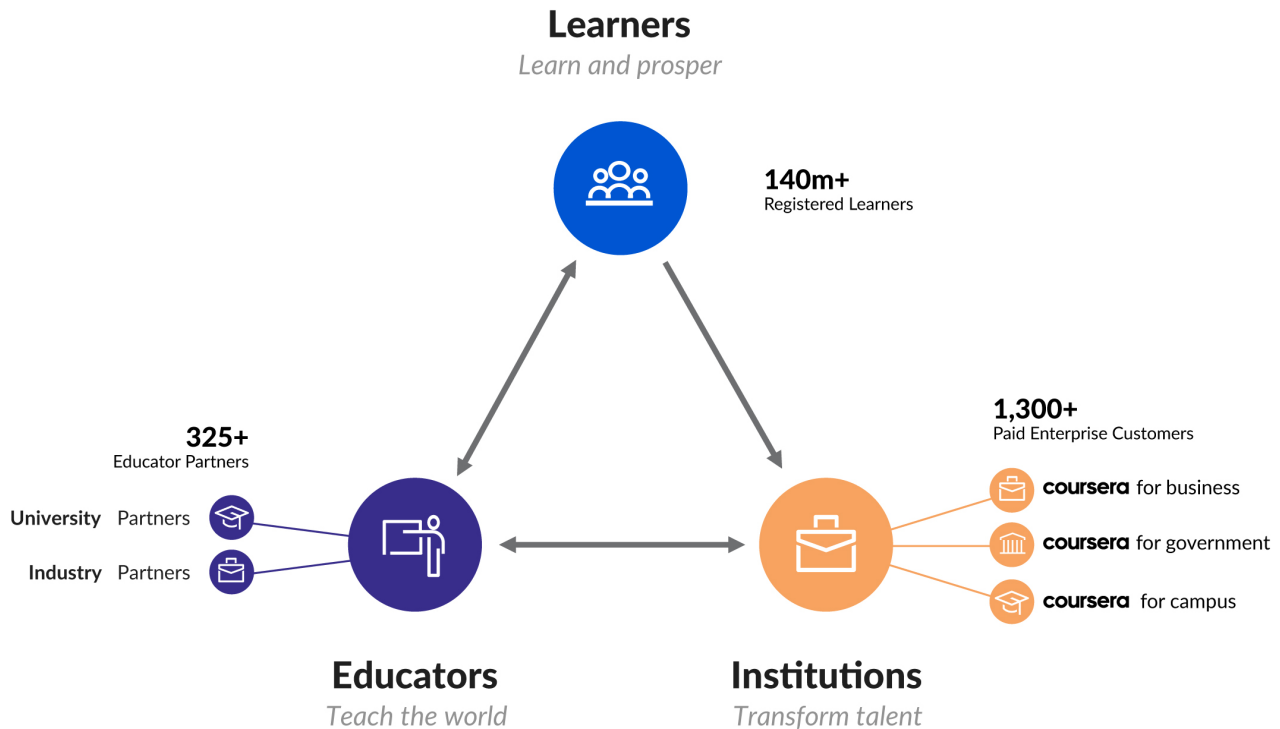 Learners
Learn and prosper
140m+
Registered Learners
325+
Educator Partners
University Partners
Industry Partners
1,300+
Paid Enterprise Customers
coursera for business
coursera for government
coursera for campus
Educators
Teach the world
Institutions
Transform talent